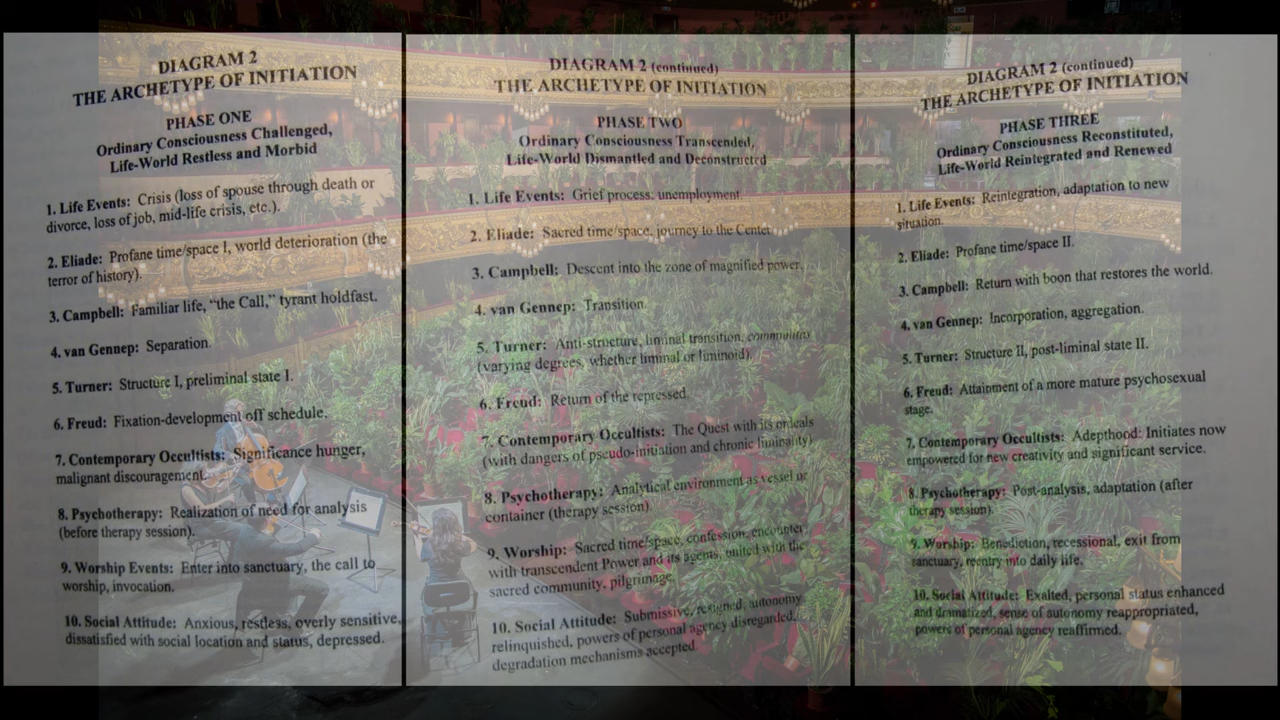 DIAGRAM 2
THE ARCHETYPE OF INITIATION
PHASE ONE
Ordinary Consciousness Challenged,
Life-World Restless and Morbid
1. Life Events: Crisis (loss of spouse through death or
divorce, loss of job, mid-life crisis, etc.).
2. Eliade: Profane time/space I, world deterioration (the
terror of history).
3. Campbell: Familiar life, “the Call,” tyrant holdfast.
4. van Gennep: Separation.
5. Turner: Structure I, preliminal state I.
6. Freud: Fixation-development off schedule.
7. Contemporary Occultists: Significance hunger,
malignant discouragement.
8. Psychotherapy: Realization of need for analysis
(before therapy session).
9. Worship Events: Enter into sanctuary, the call to
worship, invocation.
10. Social Attitude: Anxious, restless, overly sensitive,
dissatisfied with social location and status, depressed.
DIAGRAM 2 (continued)
THE ARCHETYPE OF INITIATION
PHASE TWO
Ordinary Consciousness Transcended,
Life-World Dismantled and Deconstructed
1. Life Events: Grief process, unemployment.
2. Eliade: Sacred time/space, journey to the Center.
3. Campbell: Descent into the zone of magnified power.
4. van Gennep: Transition.
5. Turner: Anti-structure, liminal transition, communitas
(varying degrees, whether liminal or liminoid).
6. Freud: Return of the repressed.
7. Contemporary Occultists: The Quest with its ordeals
(with dangers of pseudo-initiation and chronic liminality).
8. Psychotherapy: Analytical environment as vessel or
container (therapy session).
9. Worship: Sacred time/space, confession, encounter
with transcendent Power and its agents, united with the
sacred community, pilgrimage.
10. Social Attitude: Submissive, resigned, autonomy
relinquished, powers of personal agency disregarded,
degradation mechanisms accepted.
DIAGRAM 2 (continued)
THE ARCHETYPE OF INITIATION
PHASE THREE
Ordinary Consciousness Reconstituted,
Life-World Reintegrated and Renewed
1. Life Events: Reintegration, adaptation to new
situation.
2. Eliade: Profane time/space II.
3. Campbell: Return with boon that restores the world.
4. van Gennep: Incorporation, aggregation.
5. Turner: Structure II, post-liminal state II.
6. Freud: Attainment of a more mature psychosexual
stage.
7. Contemporary Occultists: Adepthood: Initiates now
empowered for new creativity and significant service.
8. Psychotherapy: Post-analysis, adaptation (after
therapy session).
9. Worship: Benediction, recessional, exit from
sanctuary, reentry into daily life.
10. Social Attitude: Exalted, personal status enhanced
and dramatized, sense of autonomy reappropriated,
powers of personal agency reaffirmed.